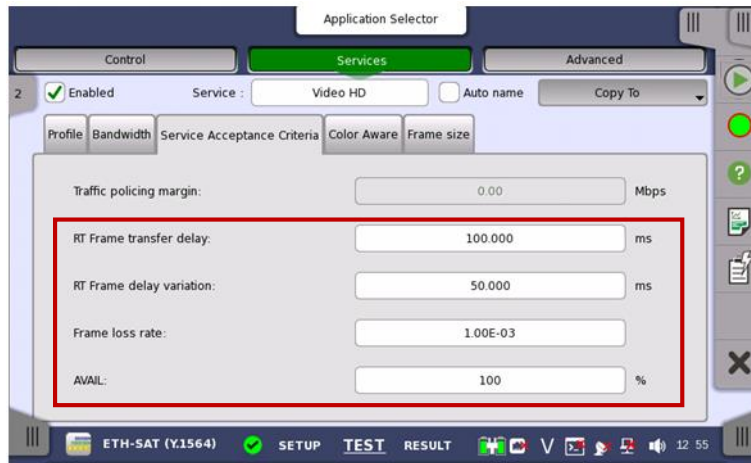 Application Selector
Control Services Advanced
2 Enabled Service : Video HD Auto name Copy To
Profile Bandwidth Service Acceptance Criteria Color Aware Frame size
Traffic policing margin: 0.00 Mbps
RT Frame transfer delay: 100.000 ms
RT Frame delay variation: 50.000 ms
Frame loss rate: 1.00E-03
AVAIL: 100 %
ETH-SAT (Y.1564) SETUP TEST RESULT V 12 55